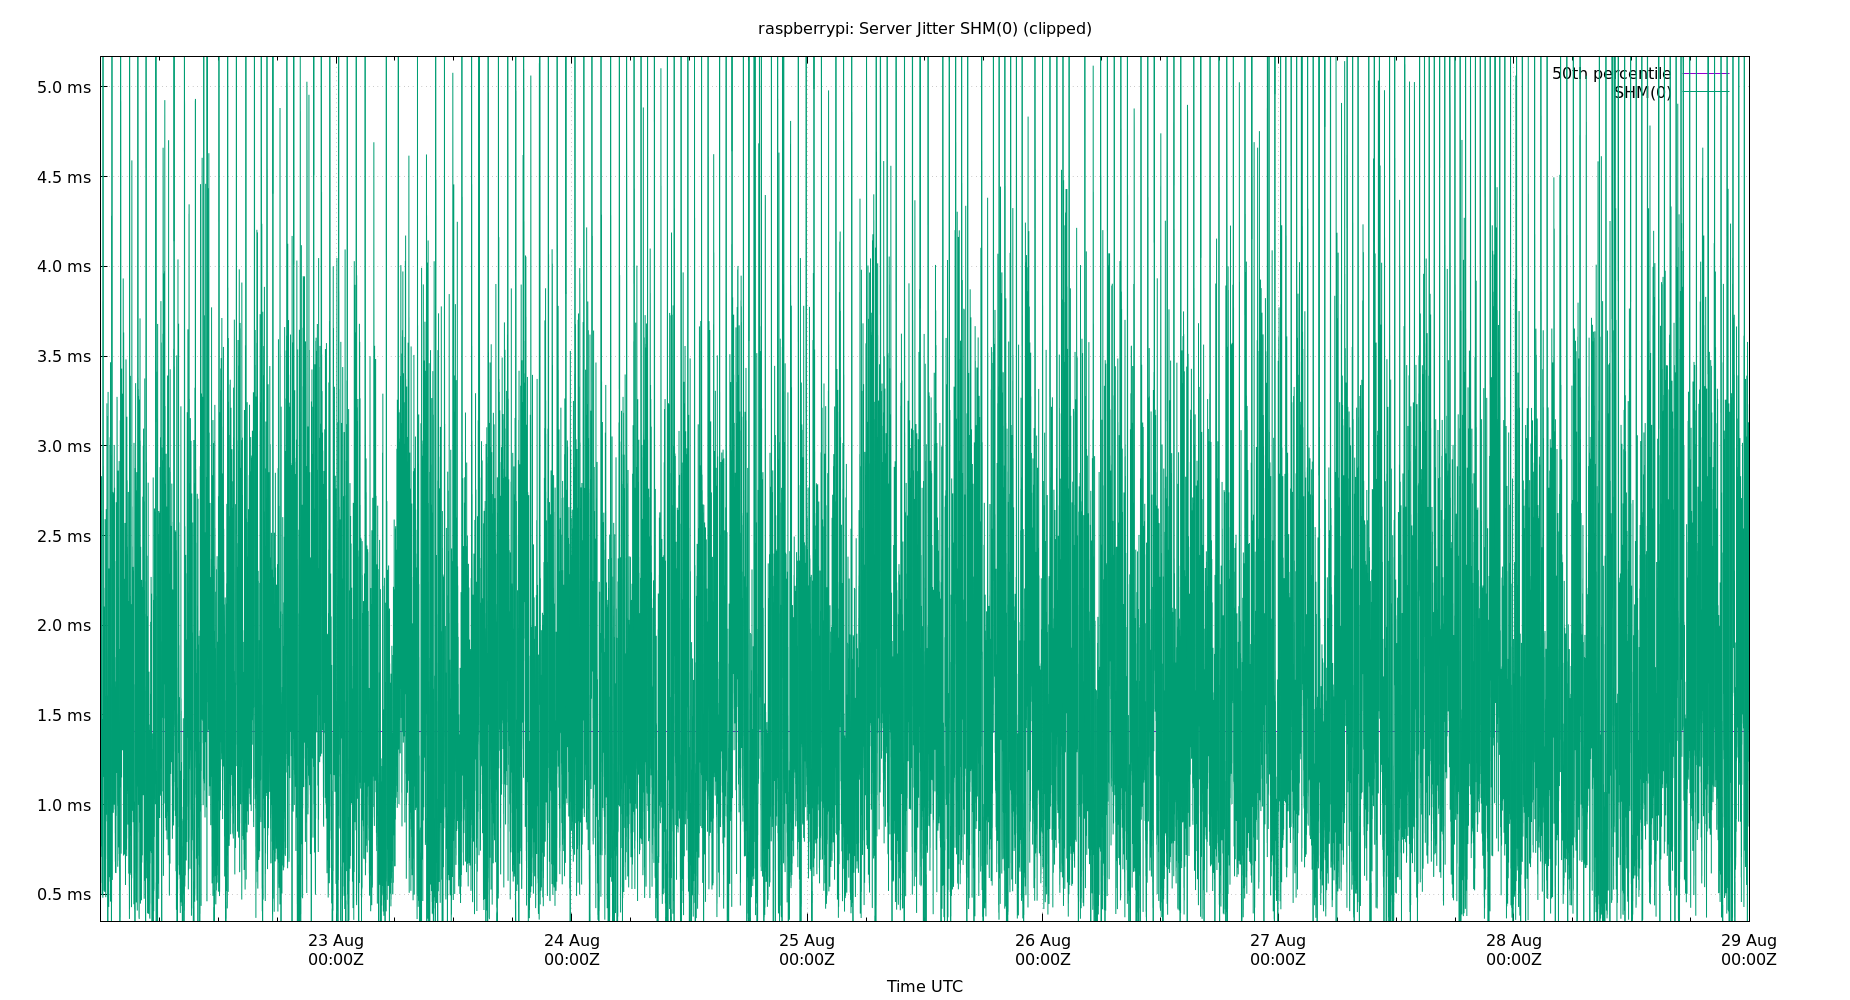 raspberrypi: Server Jitter SHM(0) (clipped)
50th percentile
SHM(0)
5.0 ms
4.5 ms
4.0 ms
3.5 ms
3.0 ms
2.5 ms
2.0 ms
1.5 ms
1.0 ms
0.5 ms
23 Aug 24 Aug 25 Aug 26 Aug 27 Aug 28 Aug 29 Aug
00:00Z 00:00Z 00:00Z 00:00Z 00:00Z 00:00Z 00:00Z
Time UTC